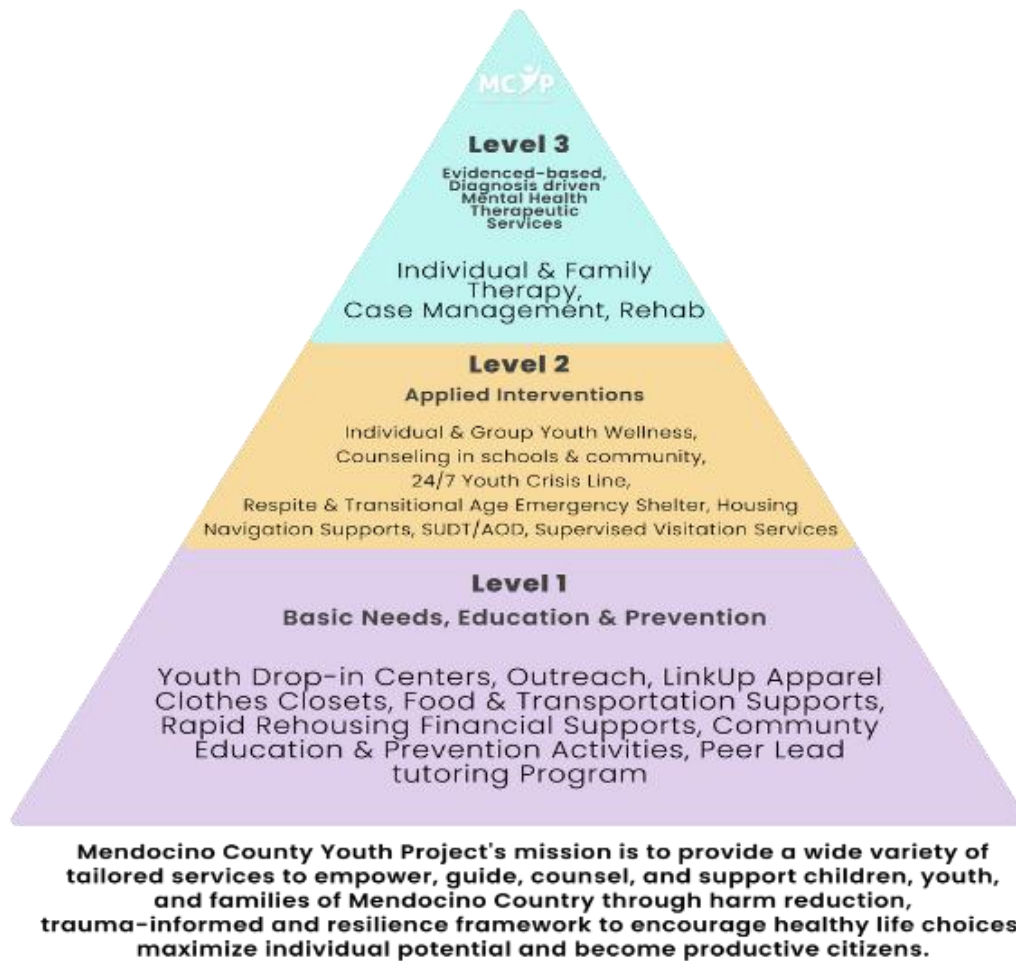 MCYP
Level 3
Evidenced-based,
Diagnosis driven
Mental Health
Therapeutic
Services
Individual & Family
Therapy,
Case Management, Rehab
Level 2
Applied Interventions
Individual & Group Youth Wellness,
Counseling in schools & community,
24/7 Youth Crisis Line,
Respite & Transitional Age Emergency Shelter, Housing
Navigation Supports, SUDT/AOD, Supervised Visitation Services
Level 1
Basic Needs, Education & Prevention
Youth Drop-in Centers, Outreach, LinkUp Apparel
Clothes Closets, Food & Transportation Supports,
Rapid Rehousing Financial Supports, Communty
Education & Prevention Activities, Peer Lead
tutoring Program
Mendocino County Youth Project's mission is to provide a wide variety of
tailored services to empower, guide, counsel, and support children, youth,
and families of Mendocino Country through harm reduction,
trauma-informed and resilience framework to encourage healthy life choices
maximize individual potential and become productive citizens.